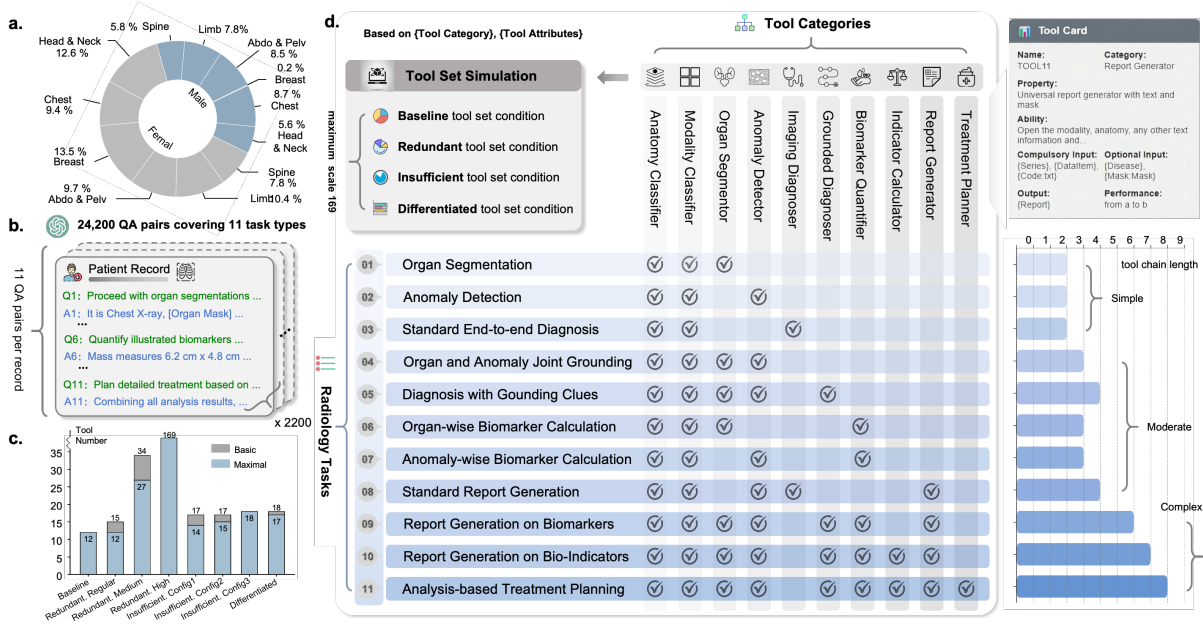 a.
5.8 % Spine
Limb 7.8%
Head & Neck
12.6 %
Abdo & Pelv
8.5 %
0.2 %
Breast
8.7 %
Chest
5.6 %
Head
& Neck
Chest
9.4 %
Male
Femal
13.5 %
Breast
Spine
7.8 %
9.7 %
Abdo & Pelv
Limb10.4 %
b.
24,200 QA pairs covering 11 task types
11 QA pairs per record
Patient Record
Q1: Proceed with organ segmentations ...
A1: It is Chest X-ray, [Organ Mask] ...
...
Q6: Quantify illustrated biomarkers ...
A6: Mass measures 6.2 cm x 4.8 cm ...
...
Q11: Plan detailed treatment based on ...
A11: Combining all analysis results, ...
x 2200
c.
Tool
Number
Basic
Maximal
35
30
25
20
15
10
5
0
12
15
12
34
27
169
17
14
17
15
18
18
17
Baseline
Redundant. Regular
Redundant. Medium
Redundant. High
Insufficient. Config1
Insufficient. Config2
Insufficient. Config3
Differentiated
d.
Based on {Tool Category}, {Tool Attributes}
Tool Set Simulation
maximum scale 169
Baseline tool set condition
Redundant tool set condition
Insufficient tool set condition
Differentiated tool set condition
Tool Categories
Anatomy Classifier
Modality Classifier
Organ Segmentor
Anomaly Detector
Imaging Diagnoser
Grounded Diagnoser
Biomarker Quantifier
Indicator Calculator
Report Generator
Treatment Planner
Radiology Tasks
01 Organ Segmentation
02 Anomaly Detection
03 Standard End-to-end Diagnosis
04 Organ and Anomaly Joint Grounding
05 Diagnosis with Gounding Clues
06 Organ-wise Biomarker Calculation
07 Anomaly-wise Biomarker Calculation
08 Standard Report Generation
09 Report Generation on Biomarkers
10 Report Generation on Bio-Indicators
11 Analysis-based Treatment Planning
Tool Card
Name:
TOOL11
Category:
Report Generator
Property:
Universal report generator with text and
mask
Ability:
Open the modality, anatomy, any other text
information and...
Compulsory Input:
{Series}, {DataItem},
{Code:txt}
Optional Input:
{Disease},
{Mask:Mask}
Output:
{Report}
Performance:
from a to b
0 1 2 3 4 5 6 7 8 9
tool chain length
Simple
Moderate
Complex